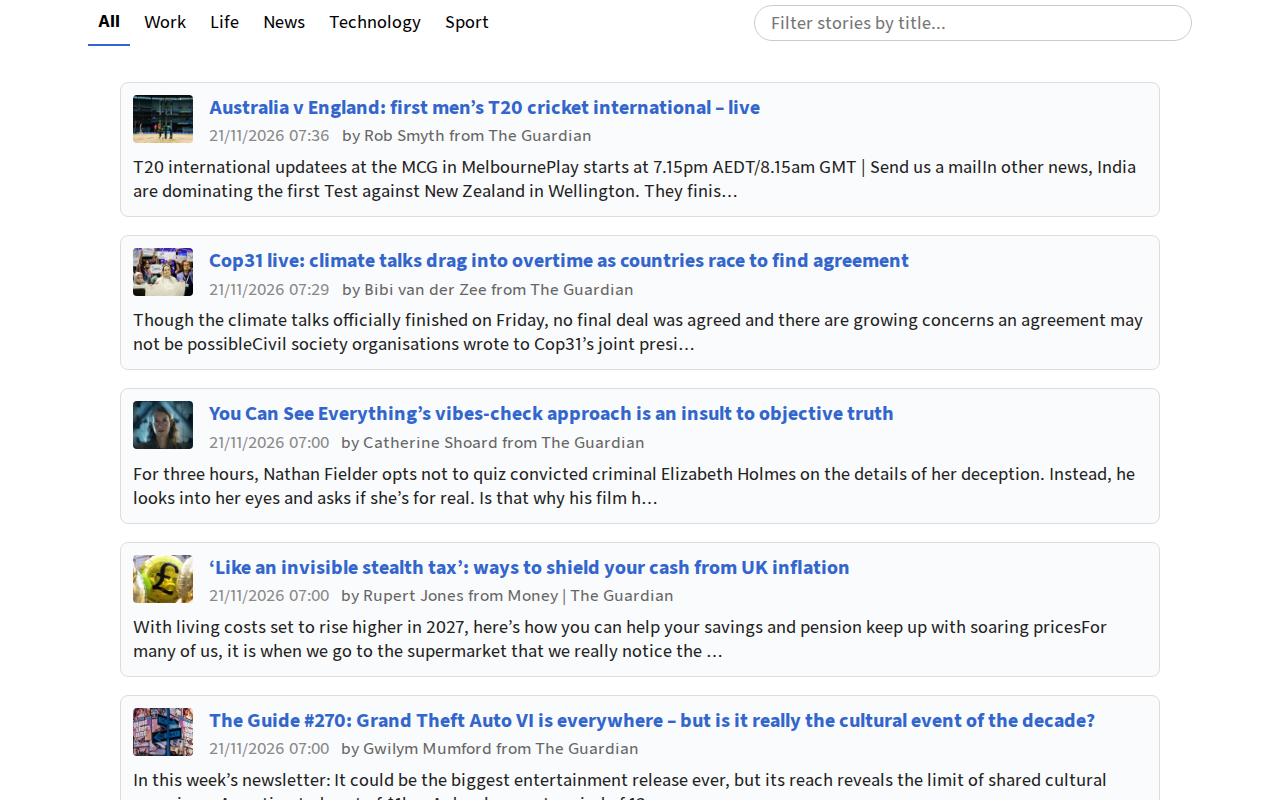 All Work Life News Technology Sport Filter stories by title...
Australia v England: first men’s T20 cricket international – live
21/11/2026 07:36 by Rob Smyth from The Guardian
T20 international updatees at the MCG in MelbournePlay starts at 7.15pm AEDT/8.15am GMT | Send us a mailIn other news, India
are dominating the first Test against New Zealand in Wellington. They finis…
Cop31 live: climate talks drag into overtime as countries race to find agreement
21/11/2026 07:29 by Bibi van der Zee from The Guardian
Though the climate talks officially finished on Friday, no final deal was agreed and there are growing concerns an agreement may
not be possibleCivil society organisations wrote to Cop31’s joint presi…
You Can See Everything’s vibes-check approach is an insult to objective truth
21/11/2026 07:00 by Catherine Shoard from The Guardian
For three hours, Nathan Fielder opts not to quiz convicted criminal Elizabeth Holmes on the details of her deception. Instead, he
looks into her eyes and asks if she’s for real. Is that why his film h…
‘Like an invisible stealth tax’: ways to shield your cash from UK inflation
21/11/2026 07:00 by Rupert Jones from Money | The Guardian
With living costs set to rise higher in 2027, here’s how you can help your savings and pension keep up with soaring pricesFor
many of us, it is when we go to the supermarket that we really notice the …
The Guide #270: Grand Theft Auto VI is everywhere – but is it really the cultural event of the decade?
21/11/2026 07:00 by Gwilym Mumford from The Guardian
In this week’s newsletter: It could be the biggest entertainment release ever, but its reach reveals the limit of shared cultural